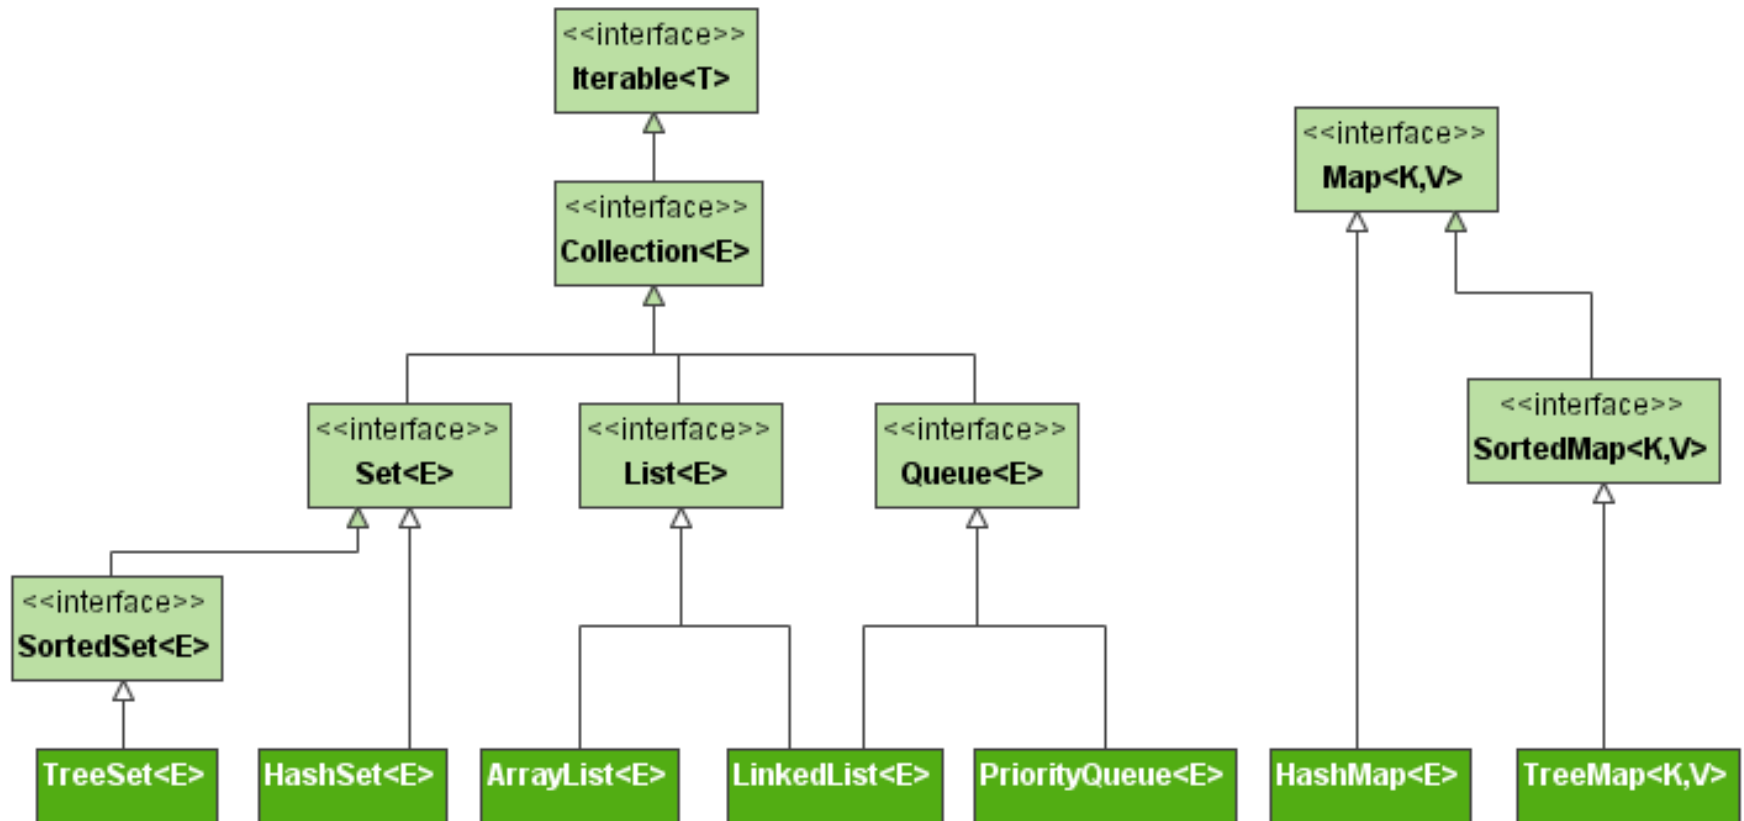 <<interface>>
Iterable<T>
<<interface>>
Map<K,V>
<<interface>>
Collection<E>
<<interface>>
SortedMap<K,V>
<<interface>>
Set<E>
<<interface>>
List<E>
<<interface>>
Queue<E>
<<interface>>
SortedSet<E>
TreeSet<E>
HashSet<E>
ArrayList<E>
LinkedList<E>
PriorityQueue<E>
HashMap<E>
TreeMap<K,V>